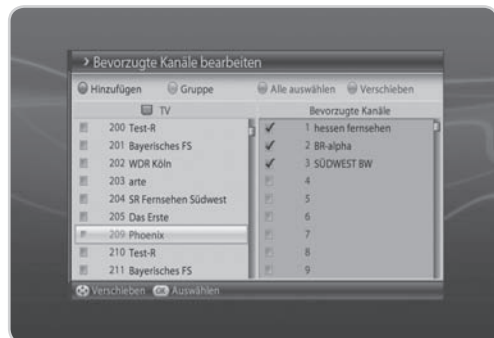 > Bevorzugte Kanäle bearbeiten
Hinzufügen Gruppe Alle auswählen Verschieben
TV Bevorzugte Kanäle
200 Test-R ✔ 1 hessen fernsehen
201 Bayerisches FS ✔ 2 BR-alpha
202 WDR Köln ✔ 3 SÜDWEST BW
203 arte 4
204 SR Fernsehen Südwest 5
205 Das Erste 6
209 Phoenix 7
210 Test-R 8
211 Bayerisches FS 9
Verschieben OK Auswählen